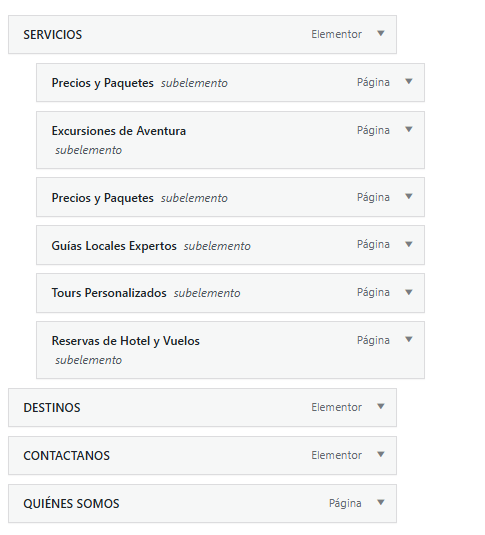 SERVICIOS Elementor
Precios y Paquetes subelemento Página
Excursiones de Aventura Página
subelemento
Precios y Paquetes subelemento Página
Guías Locales Expertos subelemento Página
Tours Personalizados subelemento Página
Reservas de Hotel y Vuelos Página
subelemento
DESTINOS Elementor
CONTACTANOS Elementor
QUIÉNES SOMOS Página